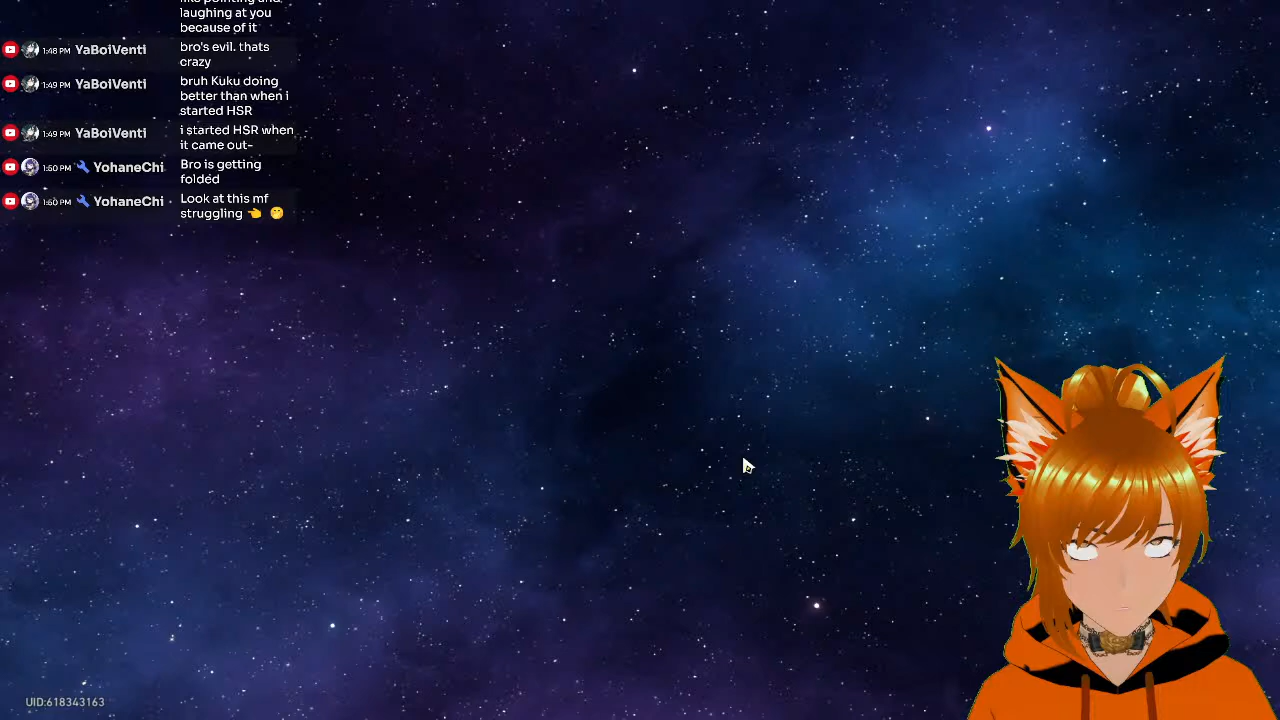 laughing at you
because of it
1:48 PM YaBoiVenti bro's evil. thats
crazy
1:49 PM YaBoiVenti bruh Kuku doing
better than when i
started HSR
1:49 PM YaBoiVenti i started HSR when
it came out-
1:50 PM YohaneChi Bro is getting
folded
1:50 PM YohaneChi Look at this mf
struggling 👈 🤭
UID:618343163